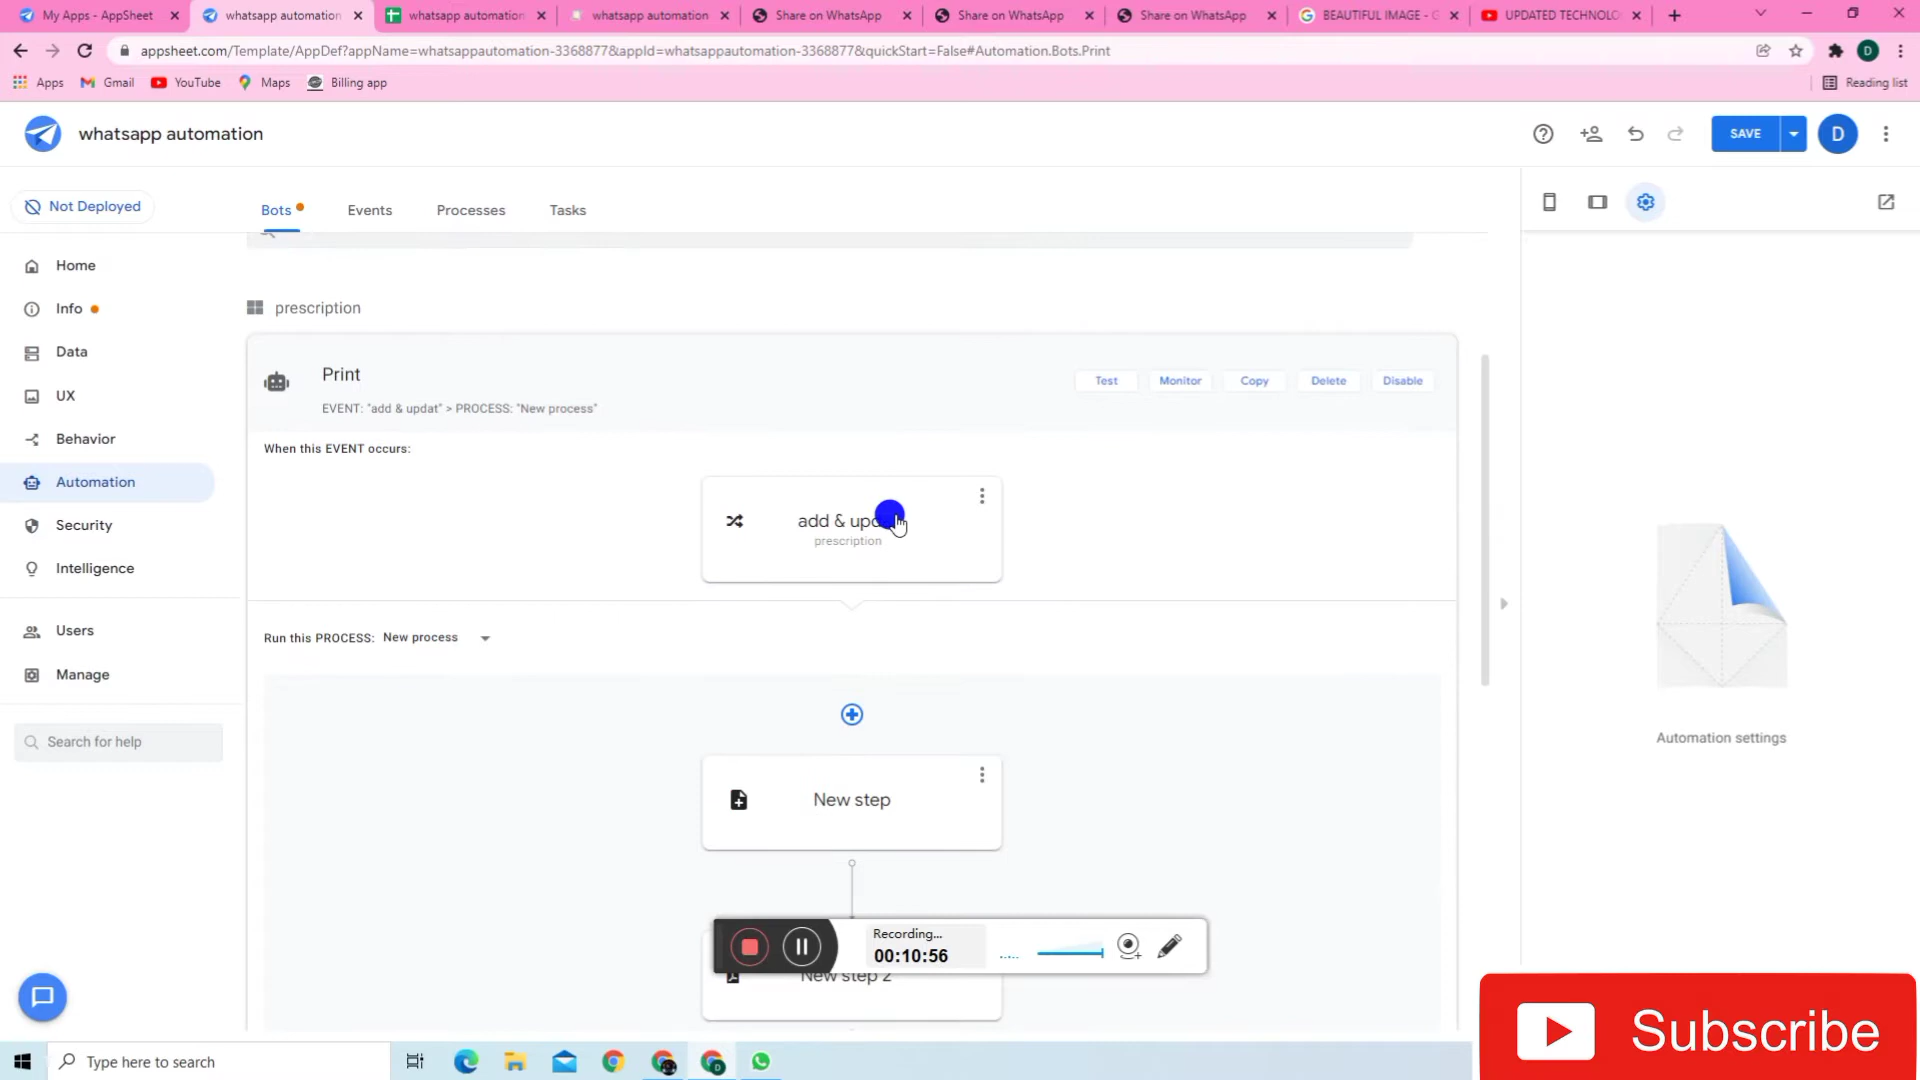 My Apps - AppSheet
whatsapp automation
whatsapp automation
whatsapp automation
Share on WhatsApp
Share on WhatsApp
Share on WhatsApp
BEAUTIFUL IMAGE - G
UPDATED TECHNOLO
appsheet.com/Template/AppDef?appName=whatsappautomation-3368877&appId=whatsappautomation-3368877&quickStart=False#Automation.Bots.Print
D
Apps
Gmail
YouTube
Maps
Billing app
Reading list
whatsapp automation
SAVE
D
Not Deployed
Bots
Events
Processes
Tasks
Home
Info
Data
UX
Behavior
Automation
Security
Intelligence
Users
Manage
Search for help
prescription
Print
EVENT: "add & updat" > PROCESS: "New process"
Test
Monitor
Copy
Delete
Disable
When this EVENT occurs:
add & upd
prescription
Run this PROCESS: New process
New step
New step 2
Recording...
00:10:56
Automation settings
Subscribe
Type here to search